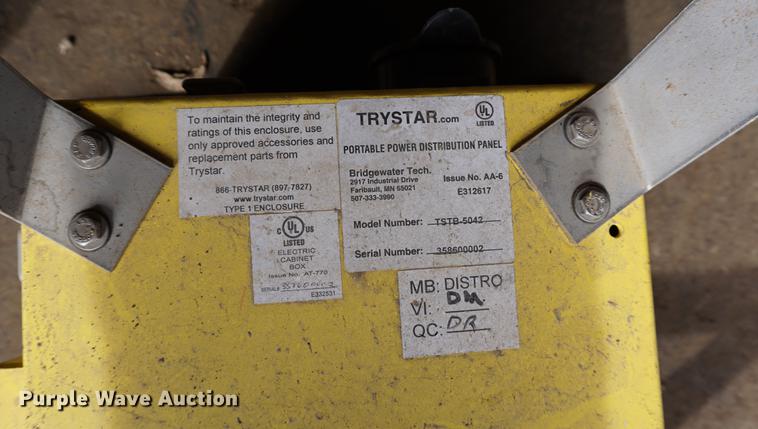 To maintain the integrity and
ratings of this enclosure, use
only approved accessories and
replacement parts from
Trystar.
866-TRYSTAR (897-7827)
www.trystar.com
TYPE 1 ENCLOSURE
C UL US
LISTED
ELECTRIC
CABINET
BOX
Issue No. AT-770
SERIAL# 358600002
E332531
TRYSTAR.com
UL
LISTED
PORTABLE POWER DISTRIBUTION PANEL
Bridgewater Tech.
2917 Industrial Drive
Faribault, MN 55021
507-333-3990
Issue No. AA-6
E312617
Model Number: TSTB-5042
Serial Number: 358600002
MB: DISTRO
VI: DM
QC: DR
Purple Wave Auction